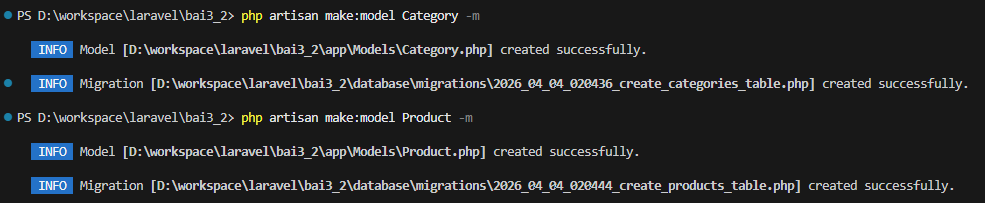 PS D:\workspace\laravel\bai3_2> php artisan make:model Category -m
INFO Model [D:\workspace\laravel\bai3_2\app\Models\Category.php] created successfully.
INFO Migration [D:\workspace\laravel\bai3_2\database\migrations\2026_04_04_020436_create_categories_table.php] created successfully.
PS D:\workspace\laravel\bai3_2> php artisan make:model Product -m
INFO Model [D:\workspace\laravel\bai3_2\app\Models\Product.php] created successfully.
INFO Migration [D:\workspace\laravel\bai3_2\database\migrations\2026_04_04_020444_create_products_table.php] created successfully.